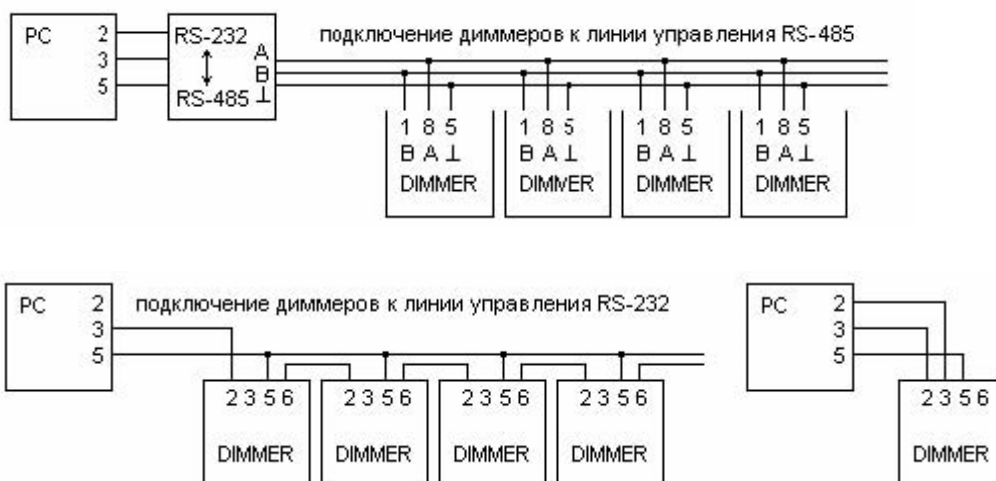 PC 2 RS-232 подключение диммеров к линии управления RS-485
3 A
B
5 RS-485 ⊥
1 8 5 1 8 5 1 8 5 1 8 5
B A ⊥ B A ⊥ B A ⊥ B A ⊥
DIMMER DIMMER DIMMER DIMMER
PC 2 подключение диммеров к линии управления RS-232 PC 2
3 3
5 5
2 3 5 6 2 3 5 6 2 3 5 6 2 3 5 6 2 3 5 6
DIMMER DIMMER DIMMER DIMMER DIMMER